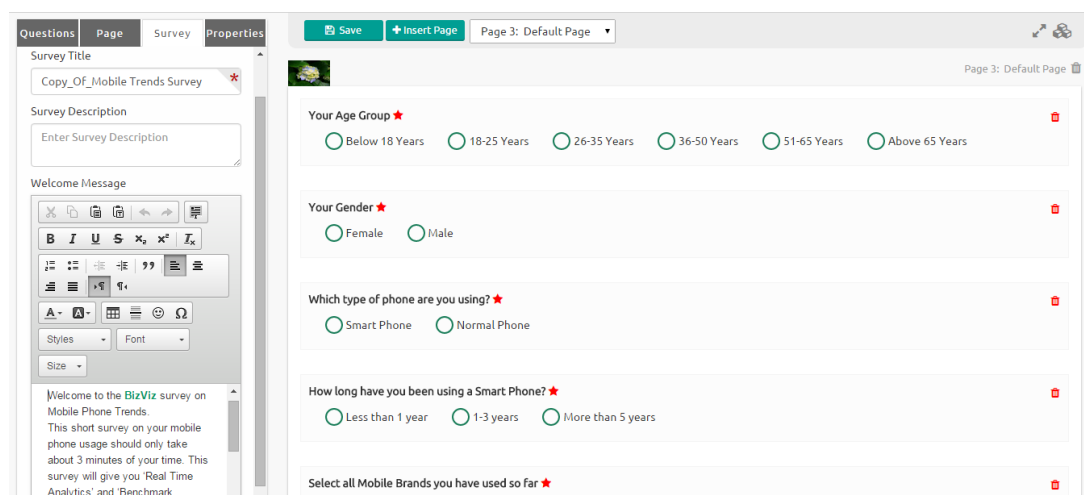 Questions Page Survey Properties
Survey Title
Copy_Of_Mobile Trends Survey *
Survey Description
Enter Survey Description
Welcome Message
B I U S x₂ x² Tx
Styles Font
Size
Welcome to the BizViz survey on
Mobile Phone Trends.
This short survey on your mobile
phone usage should only take
about 3 minutes of your time. This
survey will give you 'Real Time
Analytics' and 'Benchmark
Save + Insert Page Page 3: Default Page
Page 3: Default Page
Your Age Group
Below 18 Years 18-25 Years 26-35 Years 36-50 Years 51-65 Years Above 65 Years
Your Gender
Female Male
Which type of phone are you using?
Smart Phone Normal Phone
How long have you been using a Smart Phone?
Less than 1 year 1-3 years More than 5 years
Select all Mobile Brands you have used so far